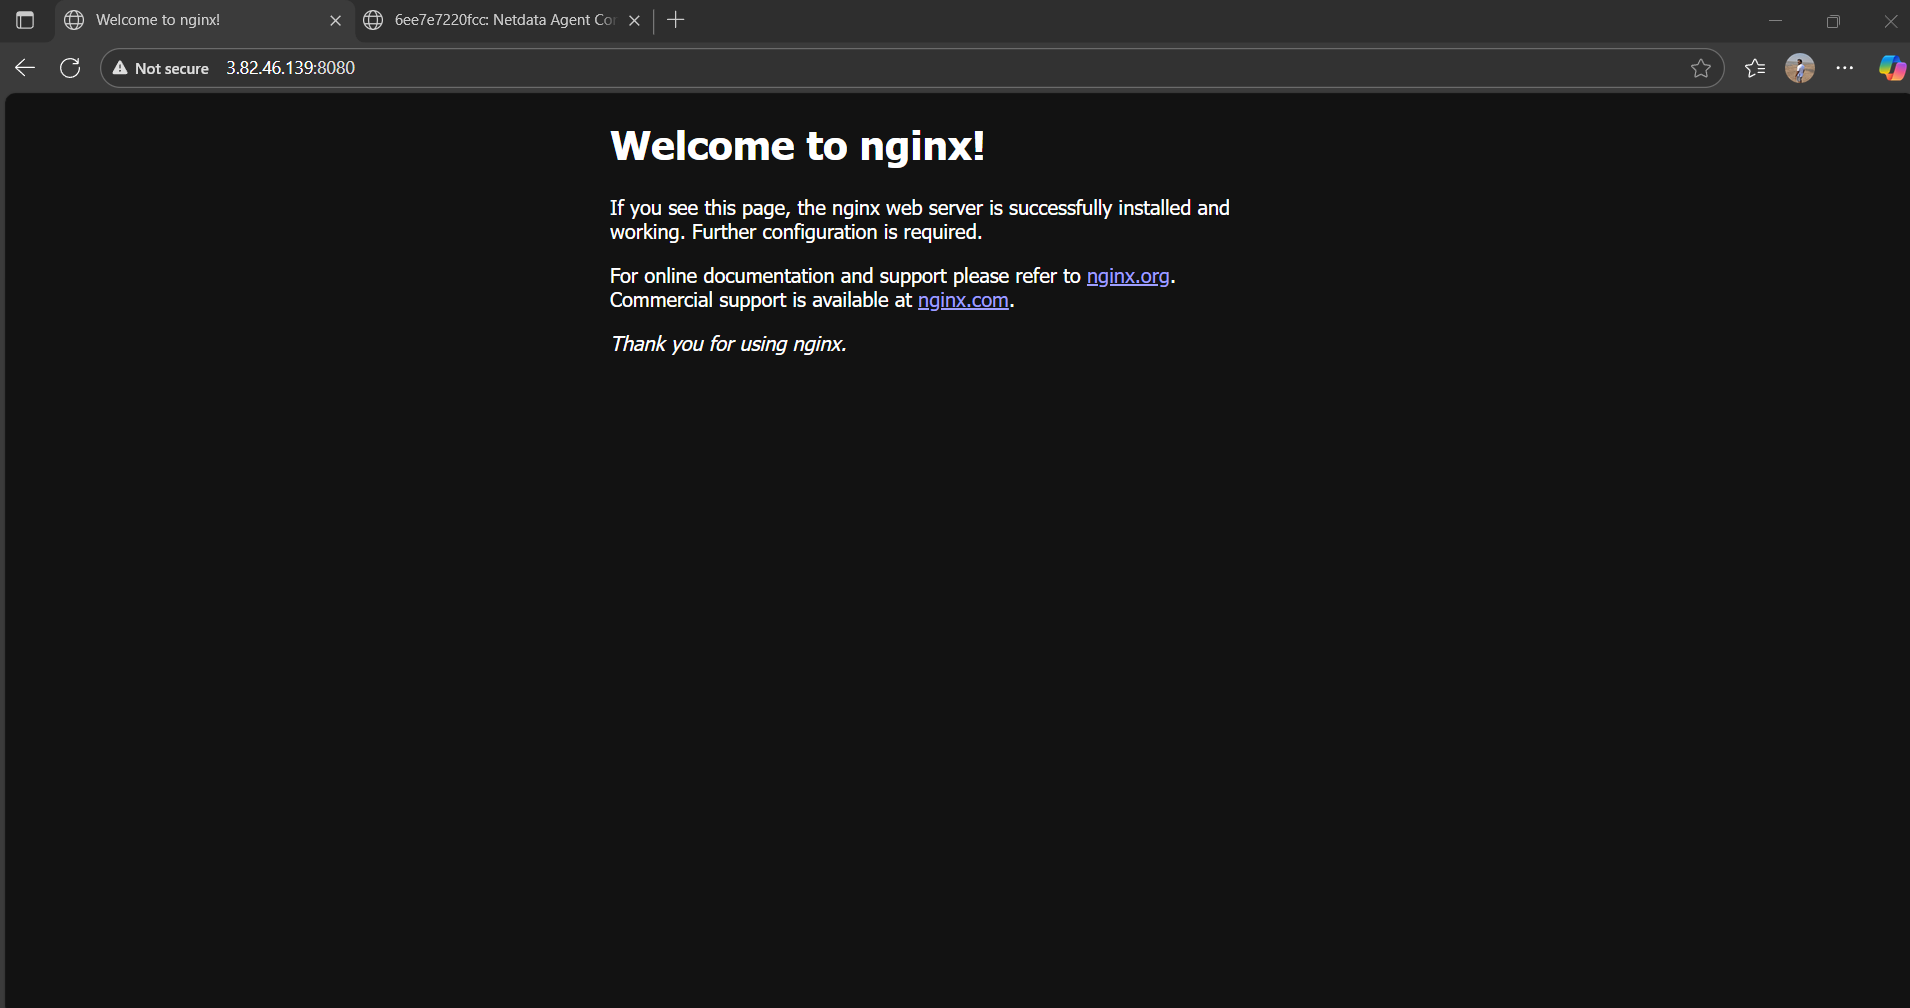 Welcome to nginx!
6ee7e7220fcc: Netdata Agent Co
Not secure 3.82.46.139:8080
Welcome to nginx!
If you see this page, the nginx web server is successfully installed and
working. Further configuration is required.
For online documentation and support please refer to nginx.org.
Commercial support is available at nginx.com.
Thank you for using nginx.